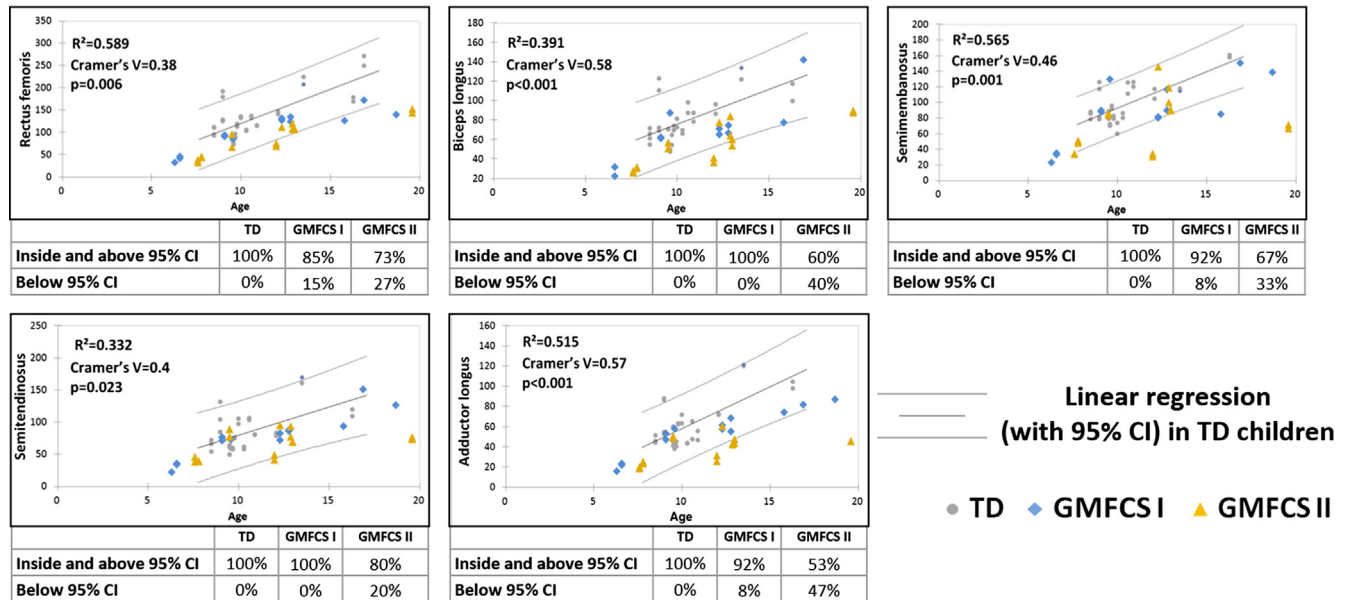 Rectus femoris
350
300
250
200
150
100
50
0
R²=0.589
Cramer's V=0.38
p=0.006
0 5 10 15 20
Age
TD GMFCS I GMFCS II
Inside and above 95% CI 100% 85% 73%
Below 95% CI 0% 15% 27%
Biceps longus
180
160
140
120
100
80
60
40
20
R²=0.391
Cramer's V=0.58
p<0.001
0 5 10 15 20
Age
TD GMFCS I GMFCS II
Inside and above 95% CI 100% 100% 60%
Below 95% CI 0% 0% 40%
Semimembanosus
200
180
160
140
120
100
80
60
40
20
0
R²=0.565
Cramer's V=0.46
p=0.001
0 5 10 15 20
Age
TD GMFCS I GMFCS II
Inside and above 95% CI 100% 92% 67%
Below 95% CI 0% 8% 33%
Semitendinosus
250
200
150
100
50
0
R²=0.332
Cramer's V=0.4
p=0.023
0 5 10 15 20
Age
TD GMFCS I GMFCS II
Inside and above 95% CI 100% 100% 80%
Below 95% CI 0% 0% 20%
Adductor longus
160
140
120
100
80
60
40
20
0
R²=0.515
Cramer's V=0.57
p<0.001
0 5 10 15 20
Age
TD GMFCS I GMFCS II
Inside and above 95% CI 100% 92% 53%
Below 95% CI 0% 8% 47%
Linear regression
(with 95% CI) in TD children
TD GMFCS I GMFCS II